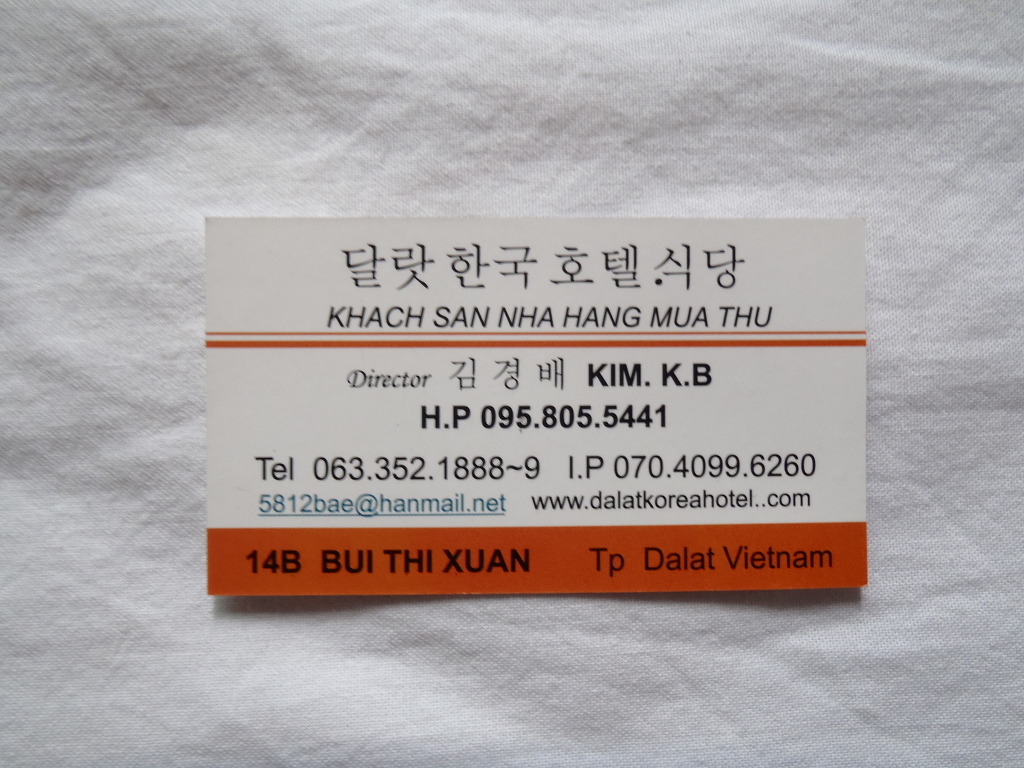 달랏 한국 호텔.식당
KHACH SAN NHA HANG MUA THU
Director 김 경 배 KIM. K.B
H.P 095.805.5441
Tel 063.352.1888~9 I.P 070.4099.6260
5812bae@hanmail.net www.dalatkoreahotel..com
14B BUI THI XUAN Tp Dalat Vietnam